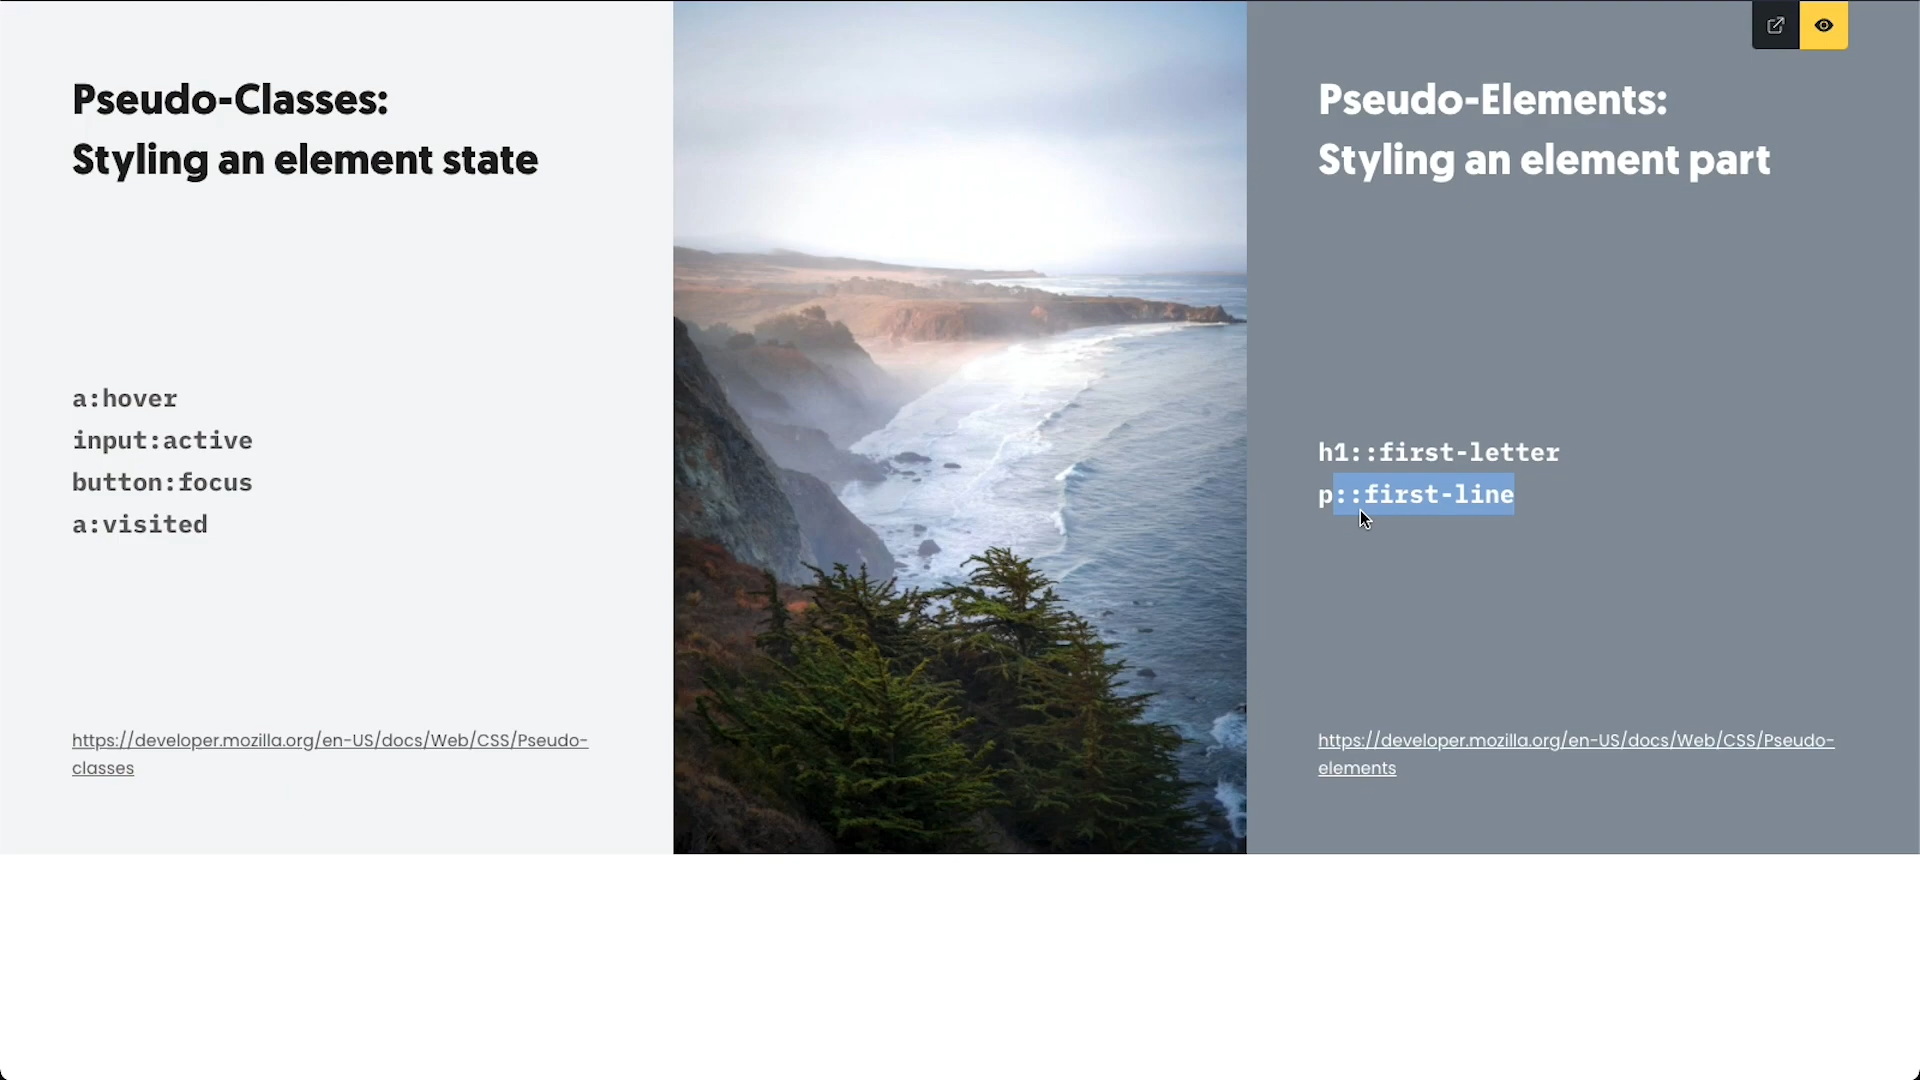 Pseudo-Classes:
Styling an element state
a:hover
input:active
button:focus
a:visited
https://developer.mozilla.org/en-US/docs/Web/CSS/Pseudo-
classes
Pseudo-Elements:
Styling an element part
h1::first-letter
p::first-line
https://developer.mozilla.org/en-US/docs/Web/CSS/Pseudo-
elements